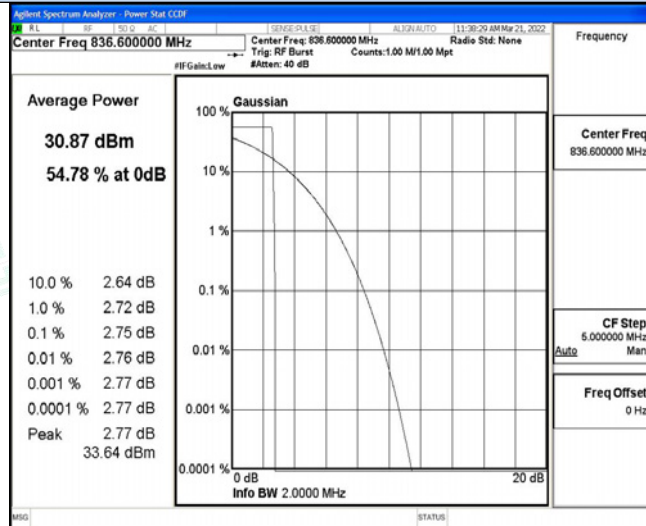 Agilent Spectrum Analyzer - Power Stat CCDF
RL RF 50 Ω AC SENSE:PULSE ALIGN AUTO 11:38:29 AM Mar 21, 2022
Center Freq 836.600000 MHz
Center Freq: 836.600000 MHz Radio Std: None
Trig: RF Burst Counts:1.00 M/1.00 Mpt
#IFGain:Low #Atten: 40 dB
Frequency
Average Power
30.87 dBm
54.78 % at 0dB
10.0 % 2.64 dB
1.0 % 2.72 dB
0.1 % 2.75 dB
0.01 % 2.76 dB
0.001 % 2.77 dB
0.0001 % 2.77 dB
Peak 2.77 dB
33.64 dBm
Gaussian
100 %
10 %
1 %
0.1 %
0.01 %
0.001 %
0.0001 %
0 dB 20 dB
Info BW 2.0000 MHz
Center Freq
836.600000 MHz
CF Step
5.000000 MHz
Auto Man
Freq Offset
0 Hz
MSG STATUS